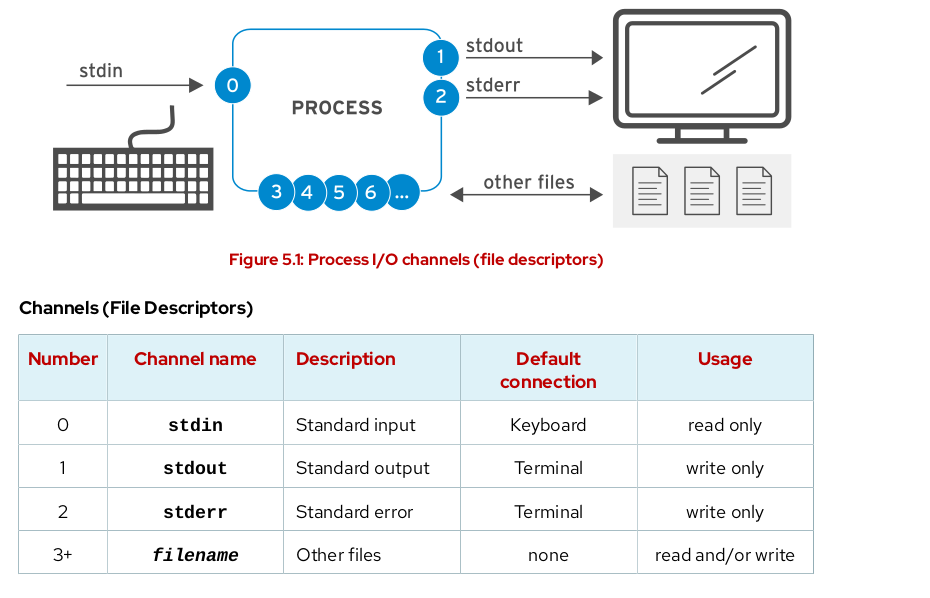 stdin
0
PROCESS
1
stdout
2
stderr
3 4 5 6 ...
other files
Figure 5.1: Process I/O channels (file descriptors)
Channels (File Descriptors)
Number Channel name Description Default connection Usage
0 stdin Standard input Keyboard read only
1 stdout Standard output Terminal write only
2 stderr Standard error Terminal write only
3+ filename Other files none read and/or write